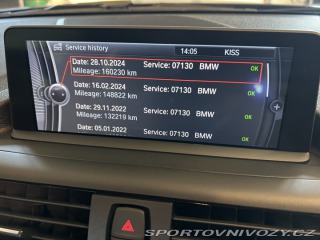 Service history
14:05
KISS
Date: 28.10.2024 Service: 07130 BMW
Mileage: 160230 km OK
Date: 16.02.2024 Service: 07130 BMW
Mileage: 148822 km OK
Date: 29.11.2022 Service: 07130 BMW
Mileage: 132219 km OK
Date: 05.01.2022 Service: 07130 BMW
OK
SPORTOVNIVOZY.CZ